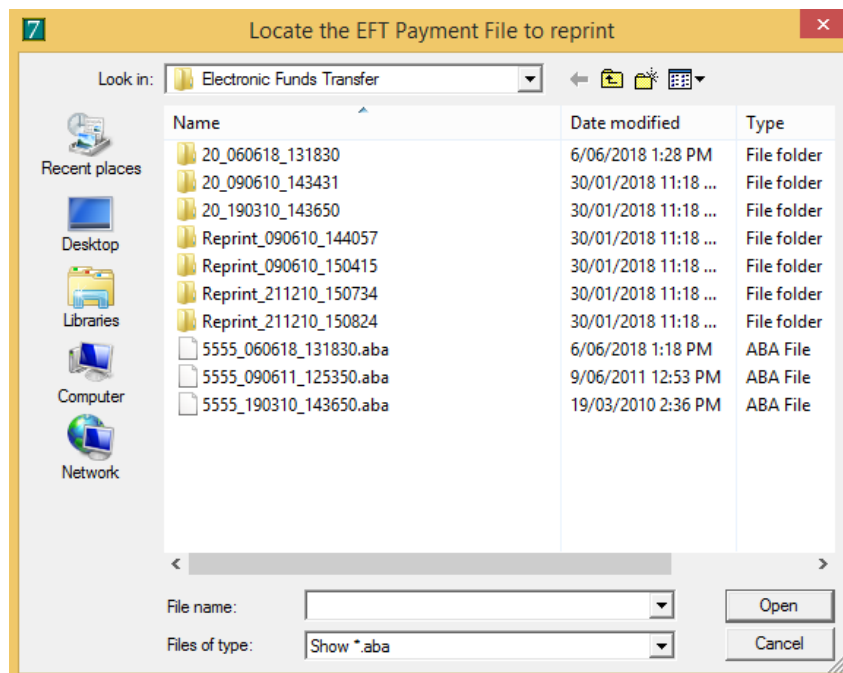 7 Locate the EFT Payment File to reprint x
Look in: Electronic Funds Transfer
Name Date modified Type
20_060618_131830 6/06/2018 1:28 PM File folder
20_090610_143431 30/01/2018 11:18 ... File folder
20_190310_143650 30/01/2018 11:18 ... File folder
Reprint_090610_144057 30/01/2018 11:18 ... File folder
Reprint_090610_150415 30/01/2018 11:18 ... File folder
Reprint_211210_150734 30/01/2018 11:18 ... File folder
Reprint_211210_150824 30/01/2018 11:18 ... File folder
5555_060618_131830.aba 6/06/2018 1:18 PM ABA File
5555_090611_125350.aba 9/06/2011 12:53 PM ABA File
5555_190310_143650.aba 19/03/2010 2:36 PM ABA File
Recent places
Desktop
Libraries
Computer
Network
File name: Open
Files of type: Show *.aba Cancel